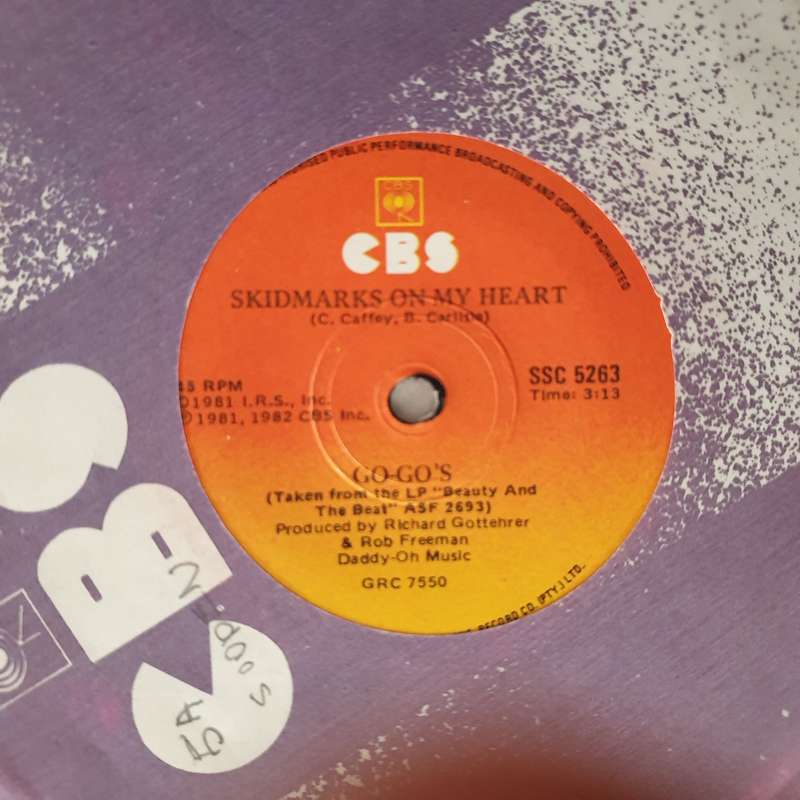 AUTHORISED PUBLIC PERFORMANCE BROADCASTING AND COPYING PROHIBITED
CBS
CBS
SKIDMARKS ON MY HEART
(C. Caffey, B. Carlisle)
45 RPM
℗1981 I.R.S., Inc.
©1981, 1982 CBS Inc.
SSC 5263
Time: 3:13
GO-GO'S
(Taken from the LP "Beauty And
The Beat" ASF 2693)
Produced by Richard Gottehrer
& Rob Freeman
Daddy-Oh Music
GRC 7550
RECORD CO. (PTY.) LTD.
CBS